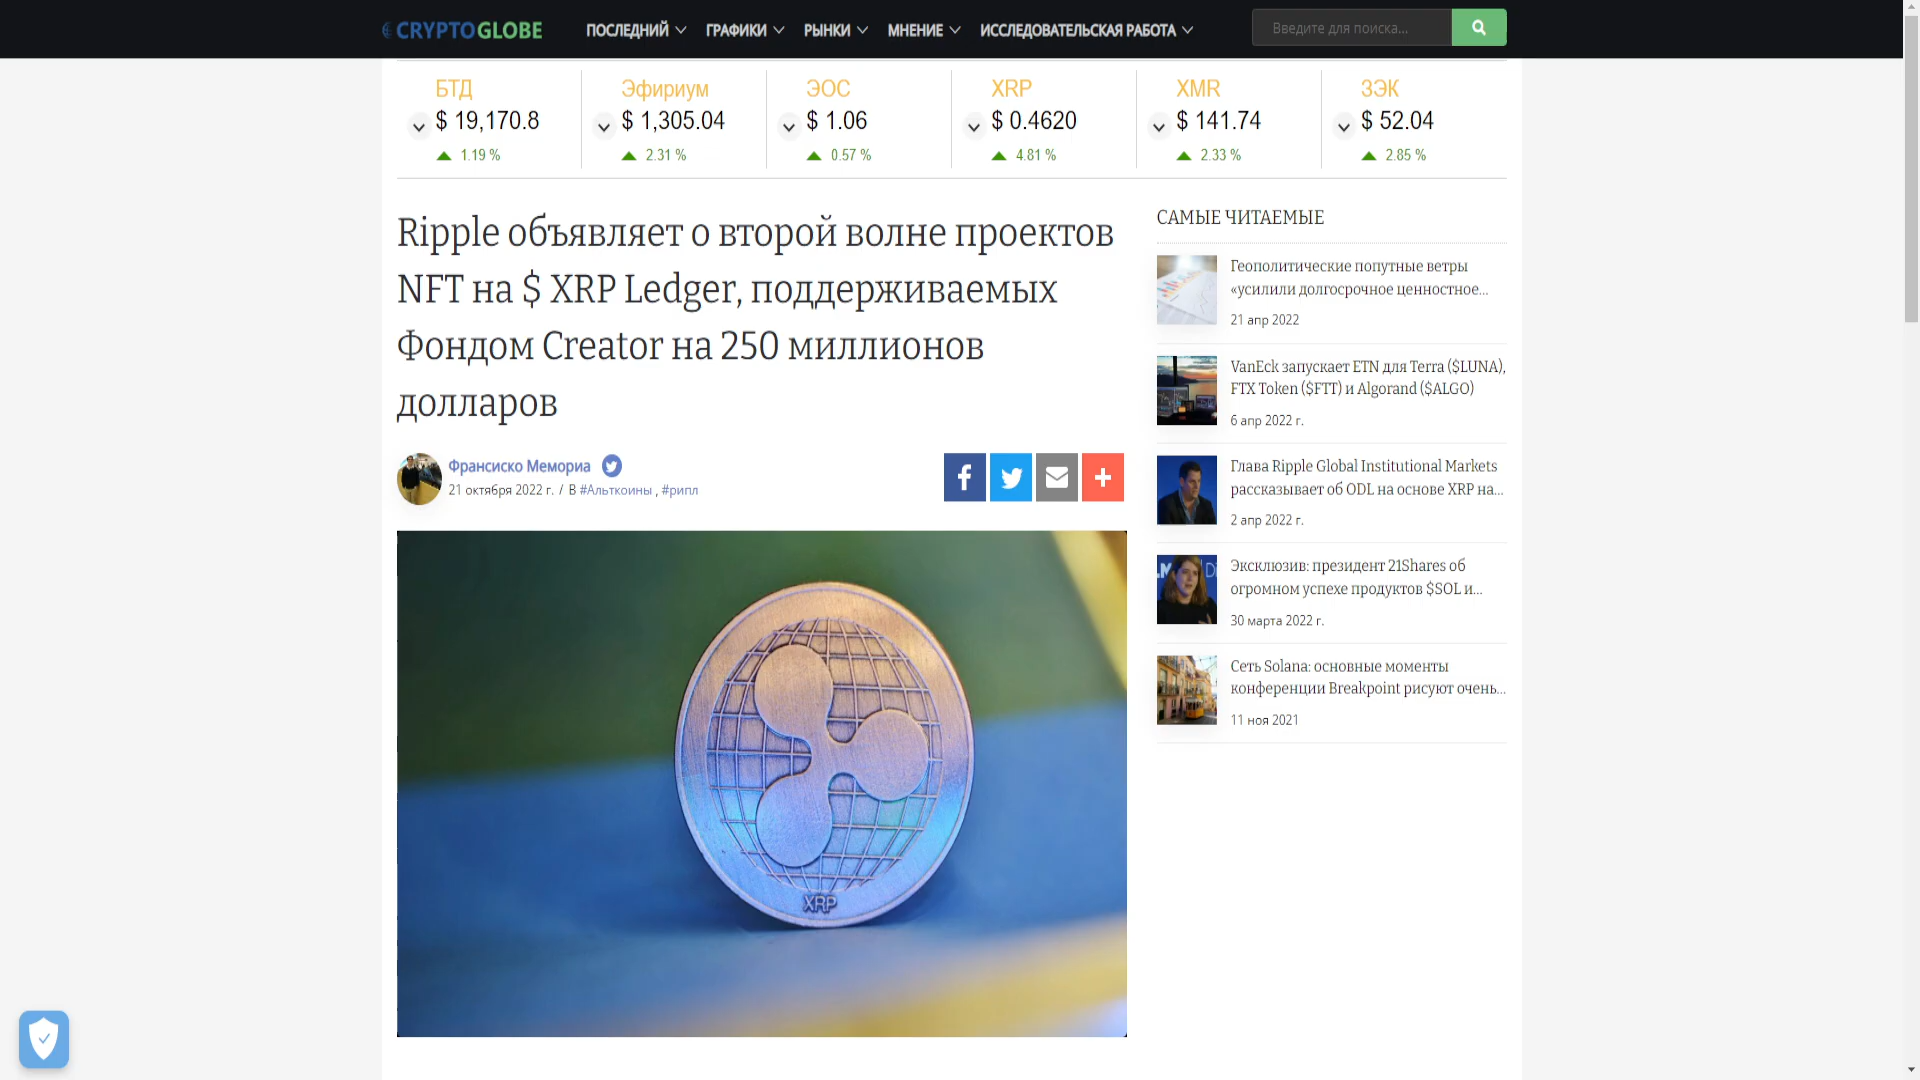 CRYPTOGLOBE
ПОСЛЕДНИЙ ГРАФИКИ РЫНКИ МНЕНИЕ ИССЛЕДОВАТЕЛЬСКАЯ РАБОТА
Введите для поиска...
БТД
$ 19,170.8
1.19 %
Эфириум
$ 1,305.04
2.31 %
ЭОС
$ 1.06
0.57 %
XRP
$ 0.4620
4.81 %
XMR
$ 141.74
2.33 %
ЗЭК
$ 52.04
2.85 %
Ripple объявляет о второй волне проектов
NFT на $ XRP Ledger, поддерживаемых
Фондом Creator на 250 миллионов
долларов
Франсиско Мемориа
21 октября 2022 г. / В #Альткоины , #рипл
XRP
САМЫЕ ЧИТАЕМЫЕ
Геополитические попутные ветры
«усилили долгосрочное ценностное...
21 апр 2022
VanEck запускает ETN для Terra ($LUNA),
FTX Token ($FTT) и Algorand ($ALGO)
6 апр 2022 г.
Глава Ripple Global Institutional Markets
рассказывает об ODL на основе XRP на...
2 апр 2022 г.
Эксклюзив: президент 21Shares об
огромном успехе продуктов $SOL и...
30 марта 2022 г.
Сеть Solana: основные моменты
конференции Breakpoint рисуют очень...
11 ноя 2021